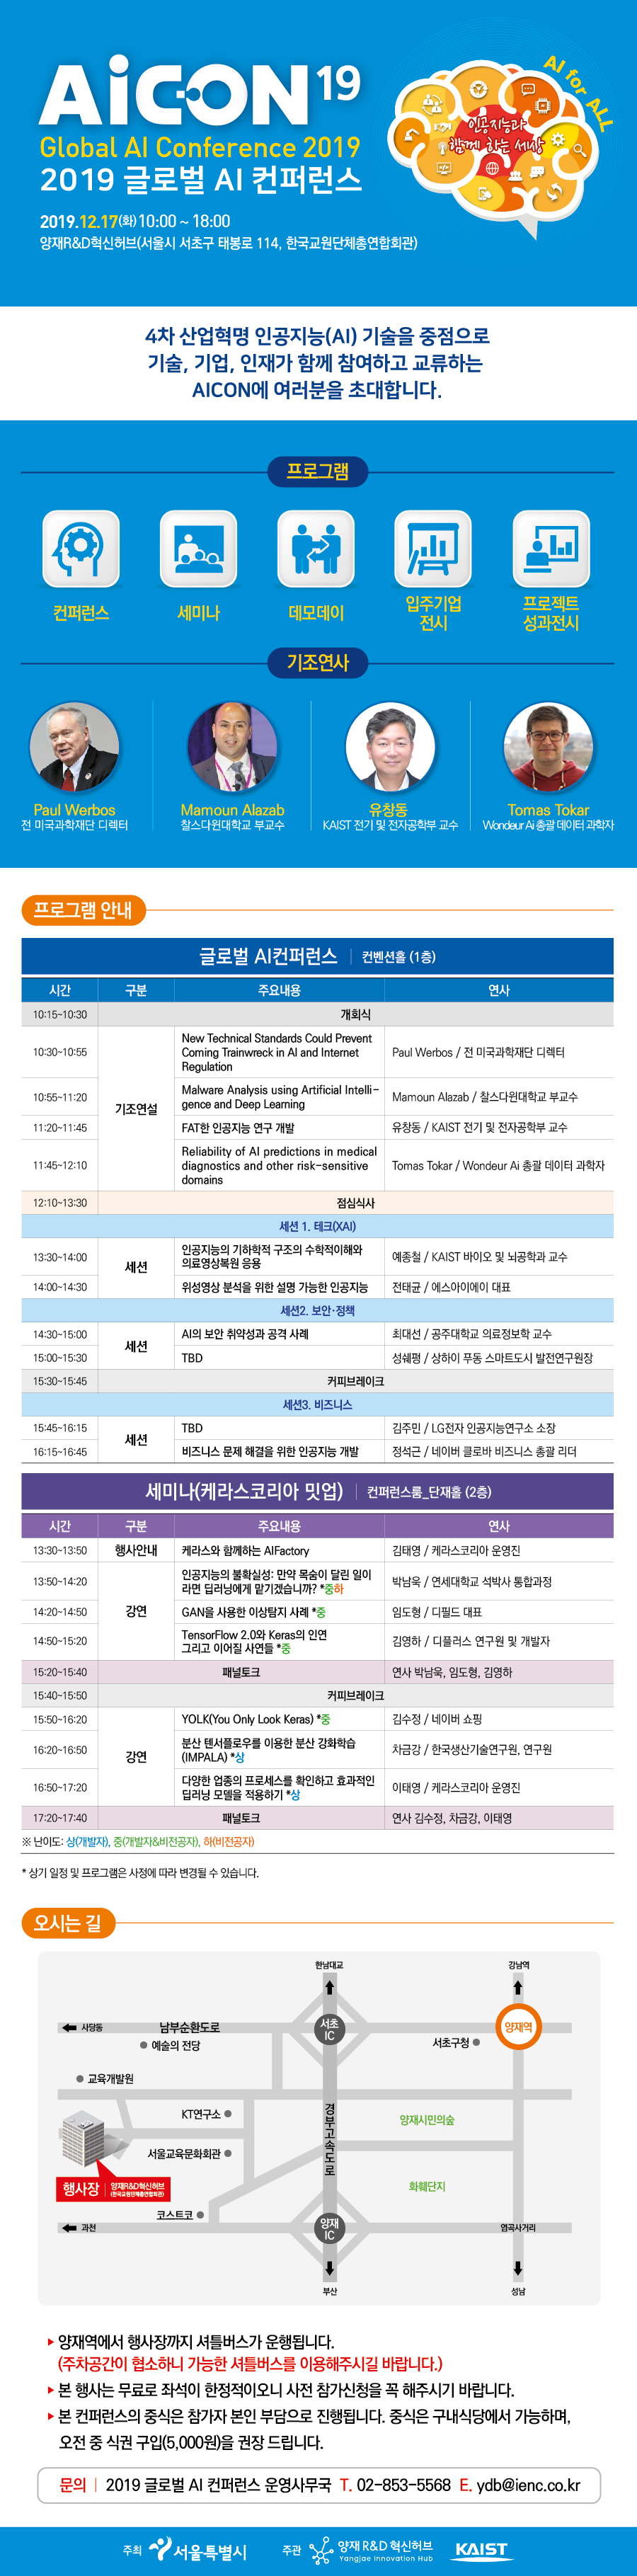 AiCON 19
AI for ALL
인공지능과
함께 하는 세상
Global AI Conference 2019
2019 글로벌 AI 컨퍼런스
2019.12.17(화) 10:00 ~ 18:00
양재R&D혁신허브(서울시 서초구 태봉로 114, 한국교원단체총연합회관)
4차 산업혁명 인공지능(AI) 기술을 중점으로
기술, 기업, 인재가 함께 참여하고 교류하는
AICON에 여러분을 초대합니다.
프로그램
컨퍼런스
세미나
데모데이
입주기업
전시
프로젝트
성과전시
기조연사
Paul Werbos
전 미국과학재단 디렉터
Mamoun Alazab
찰스다윈대학교 부교수
유창동
KAIST 전기 및 전자공학부 교수
Tomas Tokar
Wondeur Ai 총괄 데이터 과학자
프로그램 안내
글로벌 AI컨퍼런스 | 컨벤션홀 (1층)
시간 구분 주요내용 연사
10:15~10:30 개회식
기조연설
10:30~10:55 New Technical Standards Could Prevent
Coming Trainwreck in AI and Internet
Regulation
Paul Werbos / 전 미국과학재단 디렉터
10:55~11:20 Malware Analysis using Artificial Intelli-
gence and Deep Learning
Mamoun Alazab / 찰스다윈대학교 부교수
11:20~11:45 FAT한 인공지능 연구 개발 유창동 / KAIST 전기 및 전자공학부 교수
11:45~12:10 Reliability of AI predictions in medical
diagnostics and other risk-sensitive
domains
Tomas Tokar / Wondeur Ai 총괄 데이터 과학자
12:10~13:30 점심식사
세션 1. 테크(XAI)
세션
13:30~14:00 인공지능의 기하학적 구조의 수학적이해와
의료영상복원 응용
예종철 / KAIST 바이오 및 뇌공학과 교수
14:00~14:30 위성영상 분석을 위한 설명 가능한 인공지능 전태균 / 에스아이에이 대표
세션2. 보안·정책
세션
14:30~15:00 AI의 보안 취약성과 공격 사례 최대선 / 공주대학교 의료정보학 교수
15:00~15:30 TBD 성쉐평 / 상하이 푸동 스마트도시 발전연구원장
15:30~15:45 커피브레이크
세션3. 비즈니스
세션
15:45~16:15 TBD 김주민 / LG전자 인공지능연구소 소장
16:15~16:45 비즈니스 문제 해결을 위한 인공지능 개발 정석근 / 네이버 클로바 비즈니스 총괄 리더
세미나(케라스코리아 밋업) | 컨퍼런스룸_단재홀 (2층)
시간 구분 주요내용 연사
13:30~13:50 행사안내 케라스와 함께하는 AIFactory 김태영 / 케라스코리아 운영진
강연
13:50~14:20 인공지능의 불확실성: 만약 목숨이 달린 일이
라면 딥러닝에게 맡기겠습니까? *중하
박남욱 / 연세대학교 석박사 통합과정
14:20~14:50 GAN을 사용한 이상탐지 사례 *중 임도형 / 디필드 대표
14:50~15:20 TensorFlow 2.0와 Keras의 인연
그리고 이어질 사연들 *중
김영하 / 디플러스 연구원 및 개발자
15:20~15:40 패널토크 연사 박남욱, 임도형, 김영하
15:40~15:50 커피브레이크
강연
15:50~16:20 YOLK(You Only Look Keras) *중 김수정 / 네이버 쇼핑
16:20~16:50 분산 텐서플로우를 이용한 분산 강화학습
(IMPALA) *상
차금강 / 한국생산기술연구원, 연구원
16:50~17:20 다양한 업종의 프로세스를 확인하고 효과적인
딥러닝 모델을 적용하기 *상
이태영 / 케라스코리아 운영진
17:20~17:40 패널토크 연사 김수정, 차금강, 이태영
※ 난이도: 상(개발자), 중(개발자&비전공자), 하(비전공자)
* 상기 일정 및 프로그램은 사정에 따라 변경될 수 있습니다.
오시는 길
한남대교
강남역
사당동
남부순환도로
서초
IC
양재역
예술의 전당
서초구청
교육개발원
KT연구소
경부고속도로
양재시민의숲
서울교육문화회관
행사장 | 양재R&D혁신허브
(한국교원단체총연합회관)
화훼단지
코스트코
과천
양재
IC
염곡사거리
부산
성남
양재역에서 행사장까지 셔틀버스가 운행됩니다.
(주차공간이 협소하니 가능한 셔틀버스를 이용해주시길 바랍니다.)
본 행사는 무료로 좌석이 한정적이오니 사전 참가신청을 꼭 해주시기 바랍니다.
본 컨퍼런스의 중식은 참가자 본인 부담으로 진행됩니다. 중식은 구내식당에서 가능하며,
오전 중 식권 구입(5,000원)을 권장 드립니다.
문의 | 2019 글로벌 AI 컨퍼런스 운영사무국 T. 02-853-5568 E. ydb@ienc.co.kr
주최 서울특별시 주관 양재 R&D 혁신허브 KAIST
Yangjae Innovation Hub